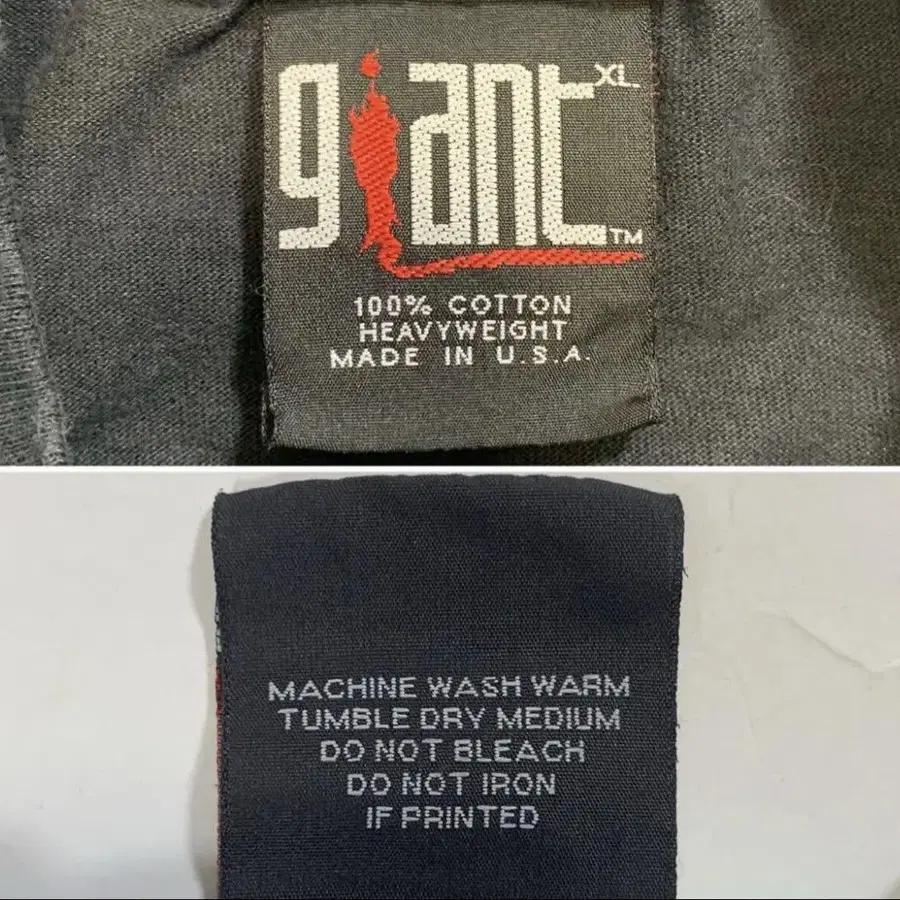 giant XL
TM
100% COTTON
HEAVYWEIGHT
MADE IN U.S.A.
MACHINE WASH WARM
TUMBLE DRY MEDIUM
DO NOT BLEACH
DO NOT IRON
IF PRINTED